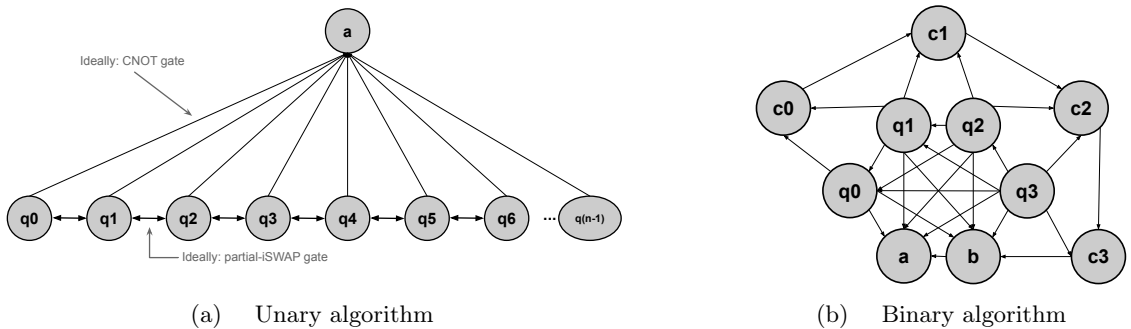 a
Ideally: CNOT gate
q0 q1 q2 q3 q4 q5 q6 ... q(n-1)
Ideally: partial-iSWAP gate
(a) Unary algorithm
c1
c0 c2
q1 q2
q0 q3
a b c3
(b) Binary algorithm